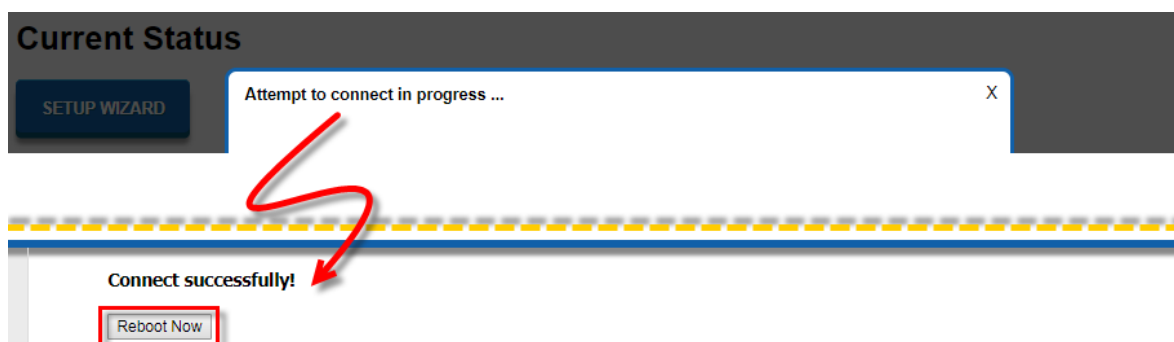 Current Status
SETUP WIZARD
Attempt to connect in progress ...
X
Connect successfully!
Reboot Now